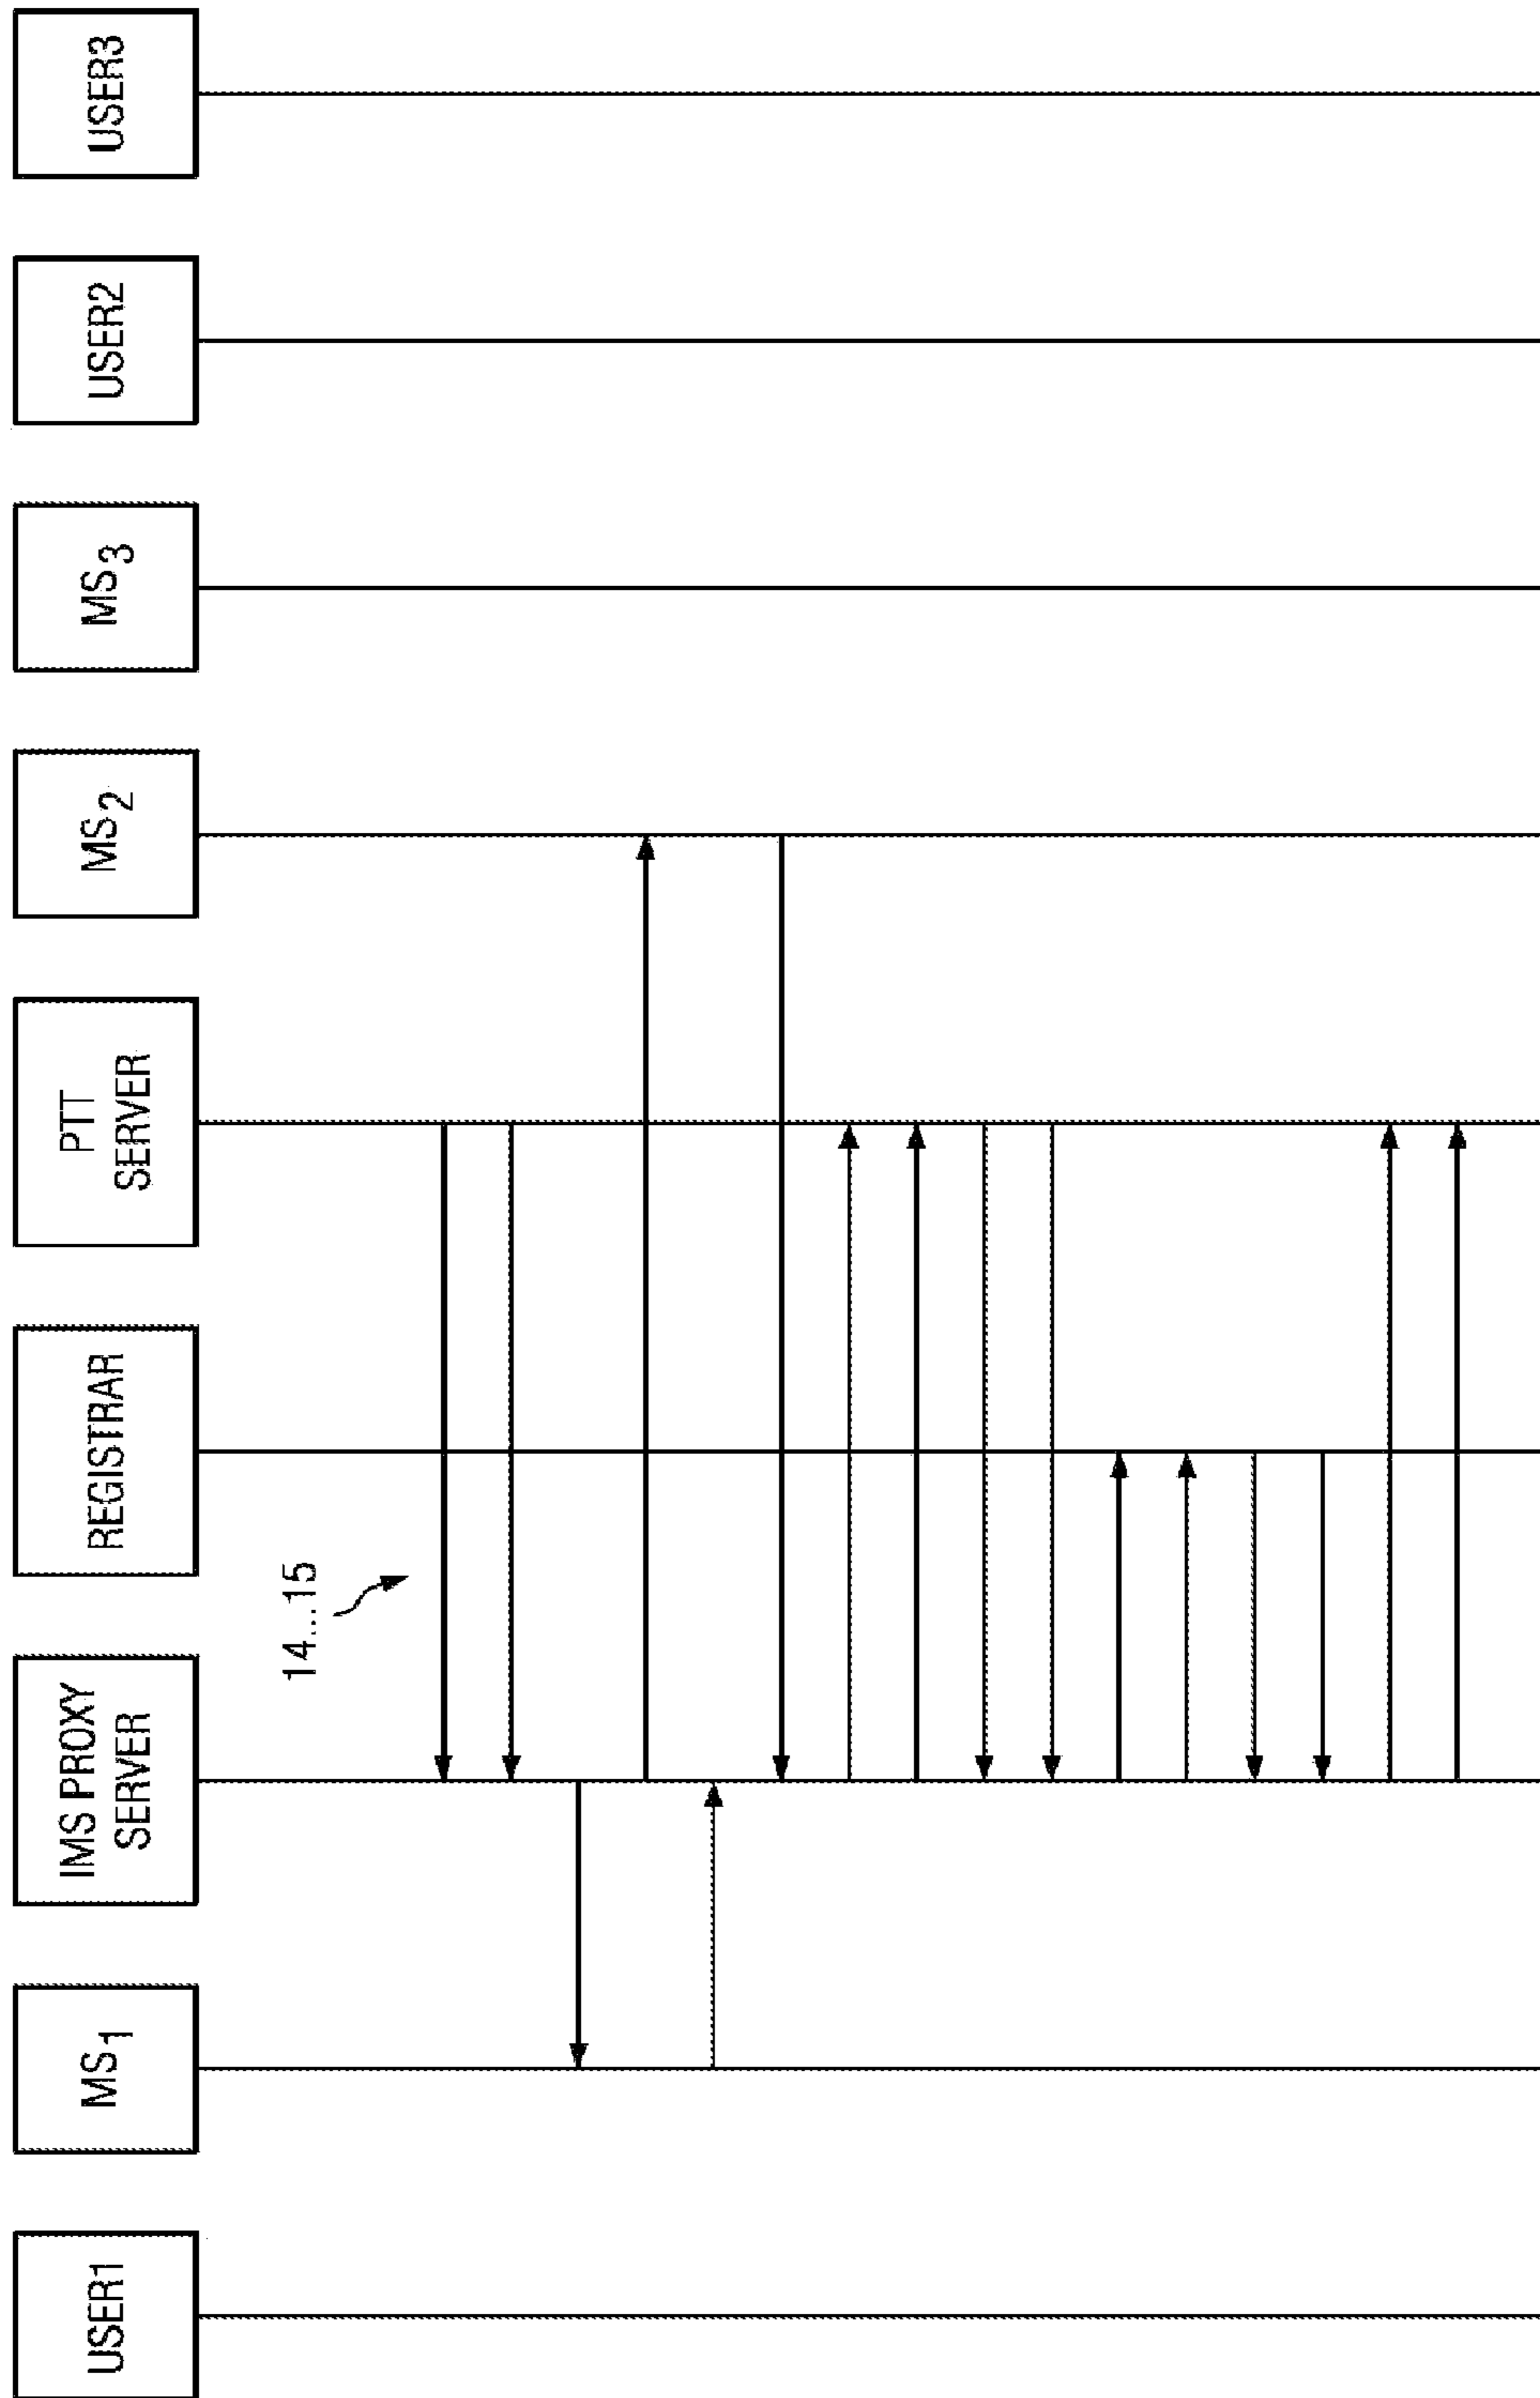 USER1
MS1
IMS PROXY
SERVER
REGISTRAR
PTT
SERVER
MS2
MS3
USER2
USER3
14...15